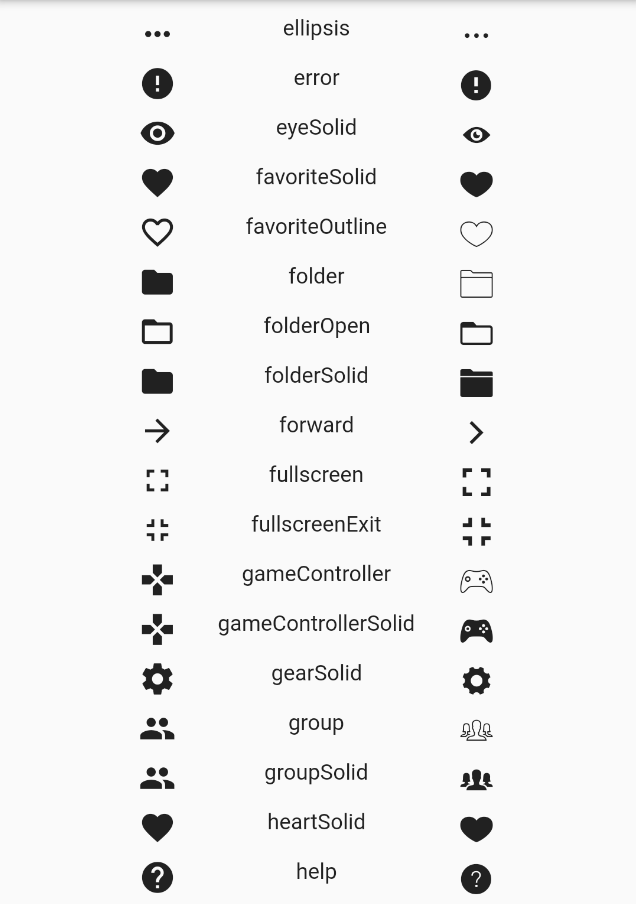 ellipsis
error
eyeSolid
favoriteSolid
favoriteOutline
folder
folderOpen
folderSolid
forward
fullscreen
fullscreenExit
gameController
gameControllerSolid
gearSolid
group
groupSolid
heartSolid
help